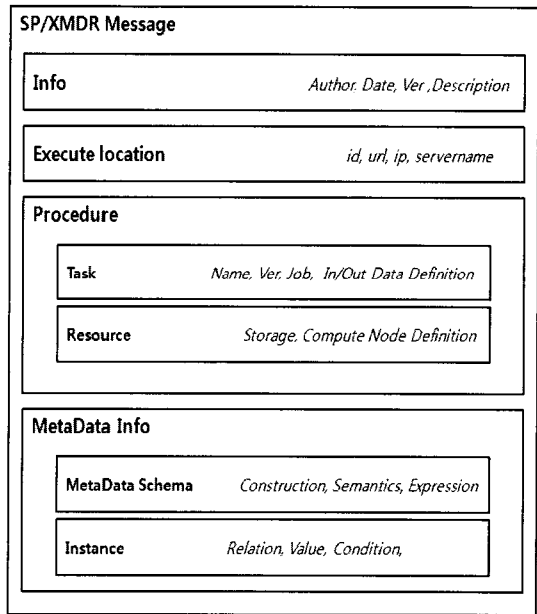 SP/XMDR Message
Info Author. Date, Ver ,Description
Execute location id, url, ip, servername
Procedure
Task Name, Ver. Job, In/Out Data Definition
Resource Storage, Compute Node Definition
MetaData Info
MetaData Schema Construction, Semantics, Expression
Instance Relation, Value, Condition,